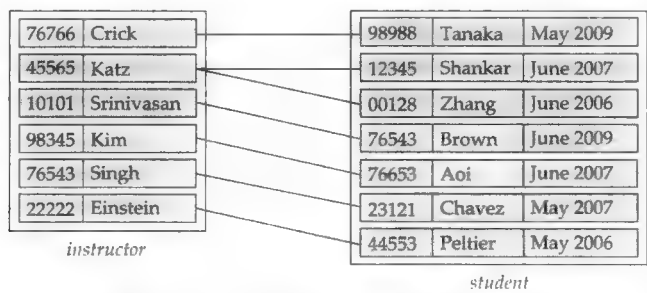 76766 Crick
45565 Katz
10101 Srinivasan
98345 Kim
76543 Singh
22222 Einstein
instructor
98988 Tanaka May 2009
12345 Shankar June 2007
00128 Zhang June 2006
76543 Brown June 2009
76653 Aoi June 2007
23121 Chavez May 2007
44553 Peltier May 2006
student